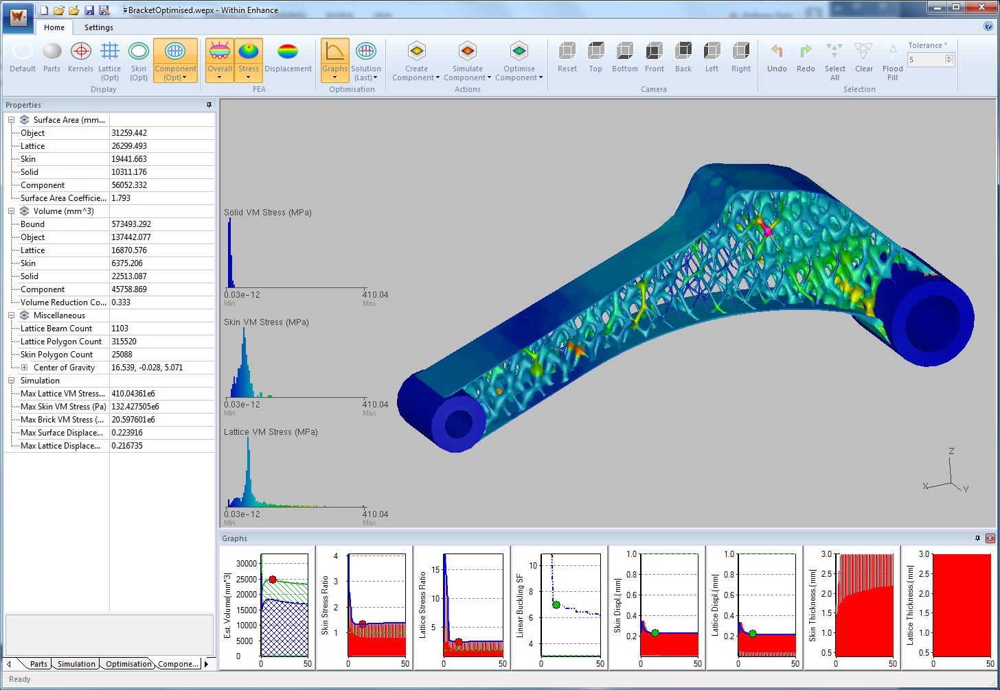 BracketOptimised.wepx - Within Enhance
Home Settings
Default Parts Kernels Lattice (Opt) Skin (Opt) Component (Opt)
Overall Stress Displacement
Graphs Solution (Last)
Create Component Simulate Component Optimise Component
Reset Top Bottom Front Back Left Right
Undo Redo Select All Clear Flood Fill
Tolerance °
5
Display FEA Optimisation Actions Camera Selection
Properties
Surface Area (mm...
Object 31259.442
Lattice 26299.493
Skin 19441.663
Solid 10311.176
Component 56052.332
Surface Area Coefficie... 1.793
Volume (mm^3)
Bound 573493.292
Object 137442.077
Lattice 16870.576
Skin 6375.206
Solid 22513.087
Component 45758.869
Volume Reduction Co... 0.333
Miscellaneous
Lattice Beam Count 1103
Lattice Polygon Count 315520
Skin Polygon Count 25088
Center of Gravity 16.539, -0.028, 5.071
Simulation
Max Lattice VM Stress... 410.04361e6
Max Skin VM Stress (Pa) 132.427505e6
Max Brick VM Stress (... 20.597601e6
Max Surface Displace... 0.223916
Max Lattice Displace... 0.216735
Parts Simulation Optimisation Compone...
Ready
Solid VM Stress (MPa)
0.03e-12 410.04
Min Max
Skin VM Stress (MPa)
0.03e-12 410.04
Min Max
Lattice VM Stress (MPa)
0.03e-12 410.04
Min Max
Z
X
Y
Graphs
Est. Volume[mm^3]
30000
25000
20000
15000
10000
5000
0
0 50
Skin Stress Ratio
4
3
2
1
0 50
Lattice Stress Ratio
15
10
5
0 50
Linear Buckling SF
10
8
6
4
0 50
Skin Displ.[mm]
1.0
0.8
0.6
0.4
0.2
0 50
Lattice Displ.[mm]
1.0
0.8
0.6
0.4
0.2
0 50
Skin Thickness.[mm]
3.0
2.5
2.0
1.5
1.0
0.5
0 50
Lattice Thickness.[mm]
3.0
2.5
2.0
1.5
1.0
0.5
0 50